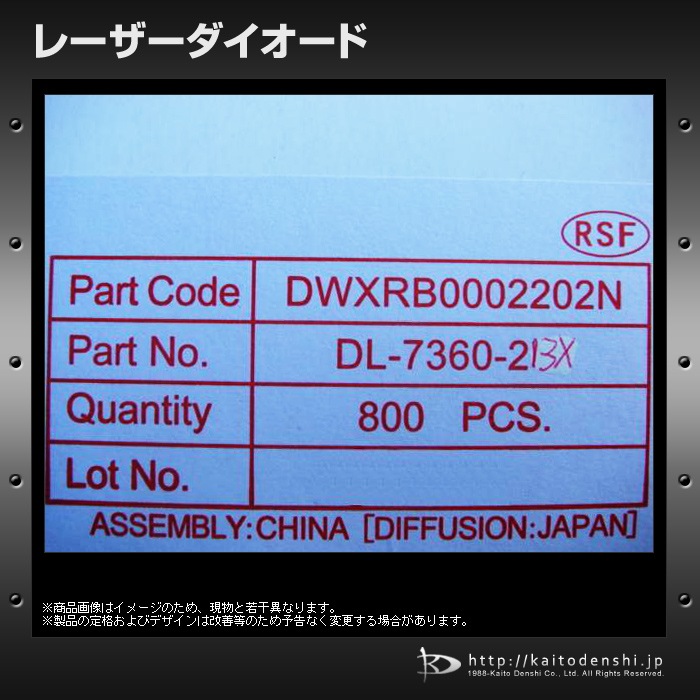 レーザーダイオード
RSF
Part Code DWXRB0002202N
Part No. DL-7360-213X
Quantity 800 PCS.
Lot No.
ASSEMBLY:CHINA [DIFFUSION:JAPAN]
※商品画像はイメージのため、現物と若干異なります。
※製品の定格およびデザインは改善等のため予告なく変更する場合があります。
http://kaitodenshi.jp
1988-Kaito Denshi Co., Ltd. All Rights Reserved.